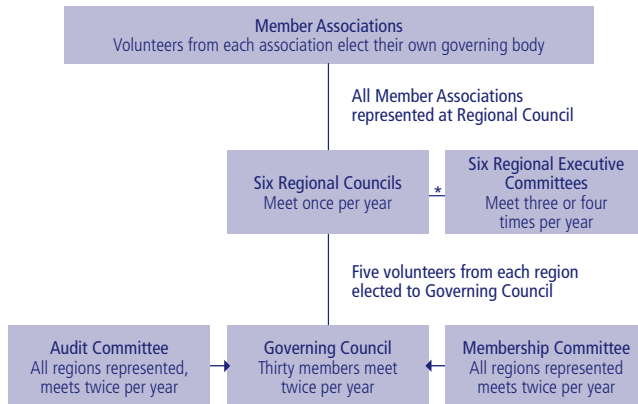 Member Associations
Volunteers from each association elect their own governing body
All Member Associations
represented at Regional Council
Six Regional Councils
Meet once per year
*
Six Regional Executive
Committees
Meet three or four
times per year
Five volunteers from each region
elected to Governing Council
Audit Committee
All regions represented,
meets twice per year
Governing Council
Thirty members meet
twice per year
Membership Committee
All regions represented
meets twice per year